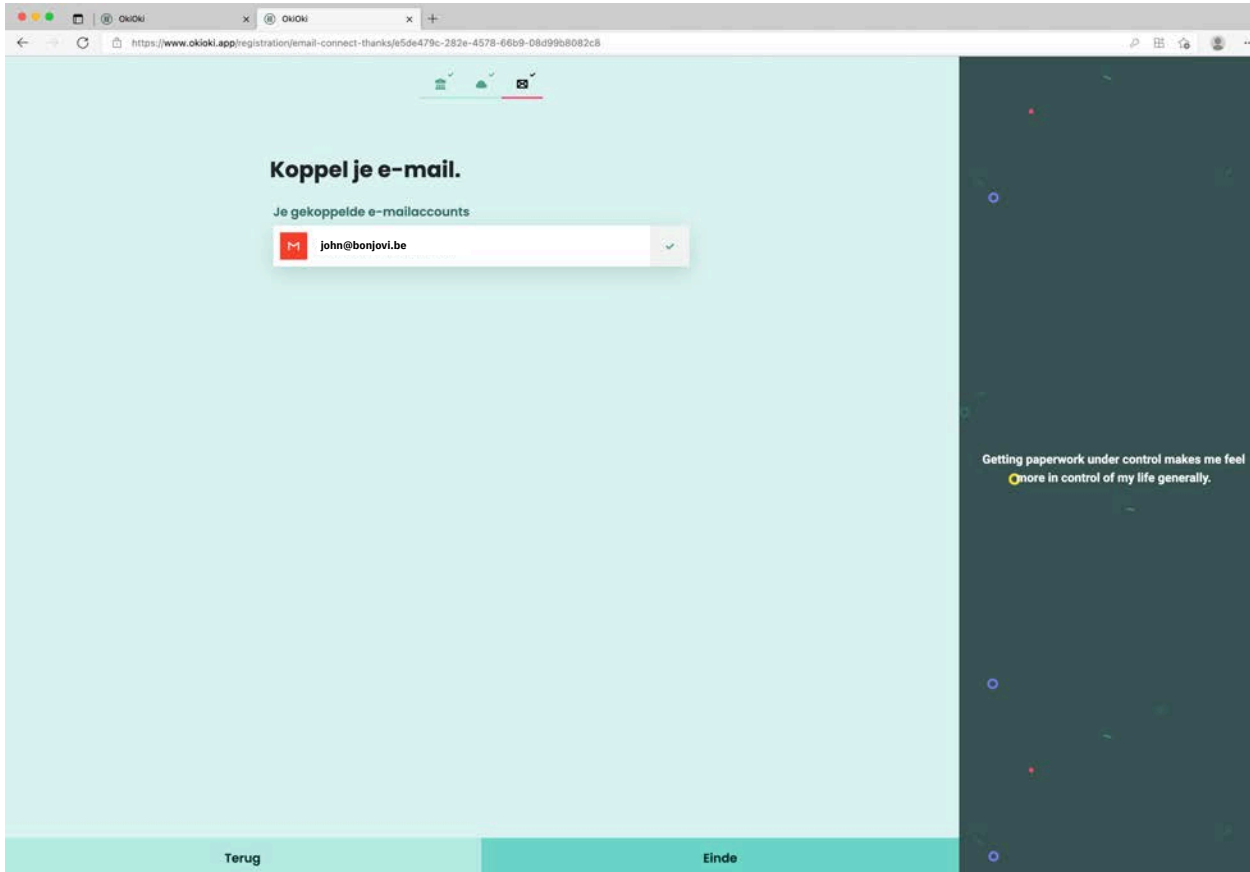 OkiOki
OkiOki
https://www.okioki.app/registration/email-connect-thanks/e5de479c-282e-4578-66b9-08d99b8082c8
Koppel je e-mail.
Je gekoppelde e-mailaccounts
john@bonjovi.be
Getting paperwork under control makes me feel
more in control of my life generally.
Terug
Einde